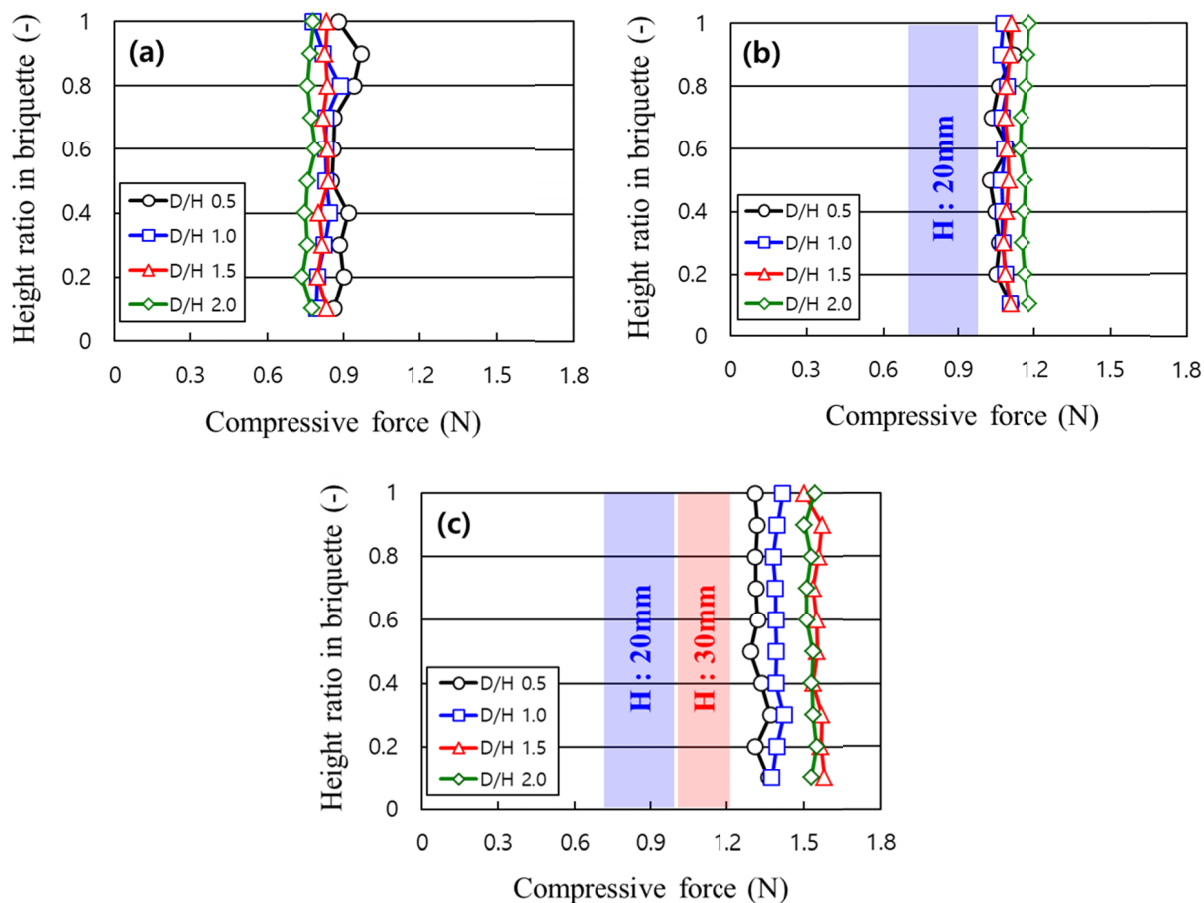 (a)
Height ratio in briquette (-)
1
0.8
0.6
0.4
0.2
0
D/H 0.5
D/H 1.0
D/H 1.5
D/H 2.0
0 0.3 0.6 0.9 1.2 1.5 1.8
Compressive force (N)
(b)
Height ratio in briquette (-)
1
0.8
0.6
0.4
0.2
0
H : 20mm
D/H 0.5
D/H 1.0
D/H 1.5
D/H 2.0
0 0.3 0.6 0.9 1.2 1.5 1.8
Compressive force (N)
(c)
Height ratio in briquette (-)
1
0.8
0.6
0.4
0.2
0
H : 20mm
H : 30mm
D/H 0.5
D/H 1.0
D/H 1.5
D/H 2.0
0 0.3 0.6 0.9 1.2 1.5 1.8
Compressive force (N)